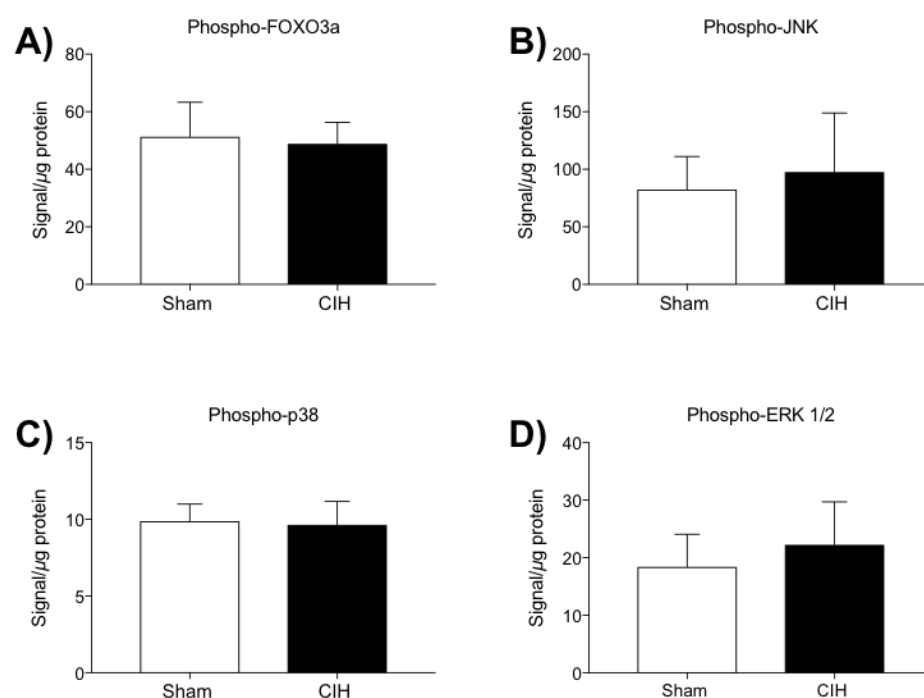 A)
Phospho-FOXO3a
Signal/µg protein
80
60
40
20
0
Sham CIH
B)
Phospho-JNK
Signal/µg protein
200
150
100
50
0
Sham CIH
C)
Phospho-p38
Signal/µg protein
15
10
5
0
Sham CIH
D)
Phospho-ERK 1/2
Signal/µg protein
40
30
20
10
0
Sham CIH